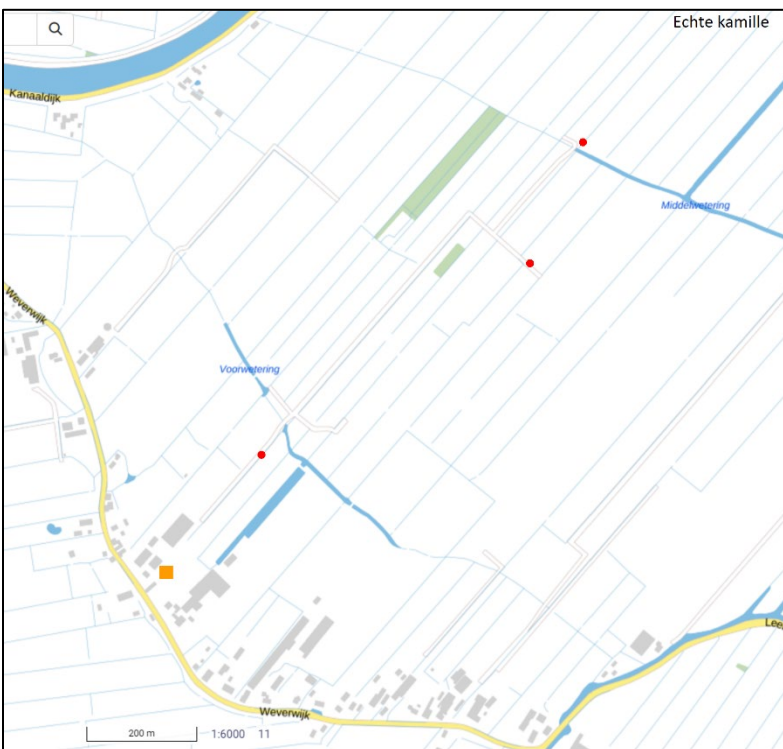 Echte kamille
Kanaaldijk
Middelwetering
Weverwijk
Voorwetering
Lee
Weverwijk
200 m
1:6000 11